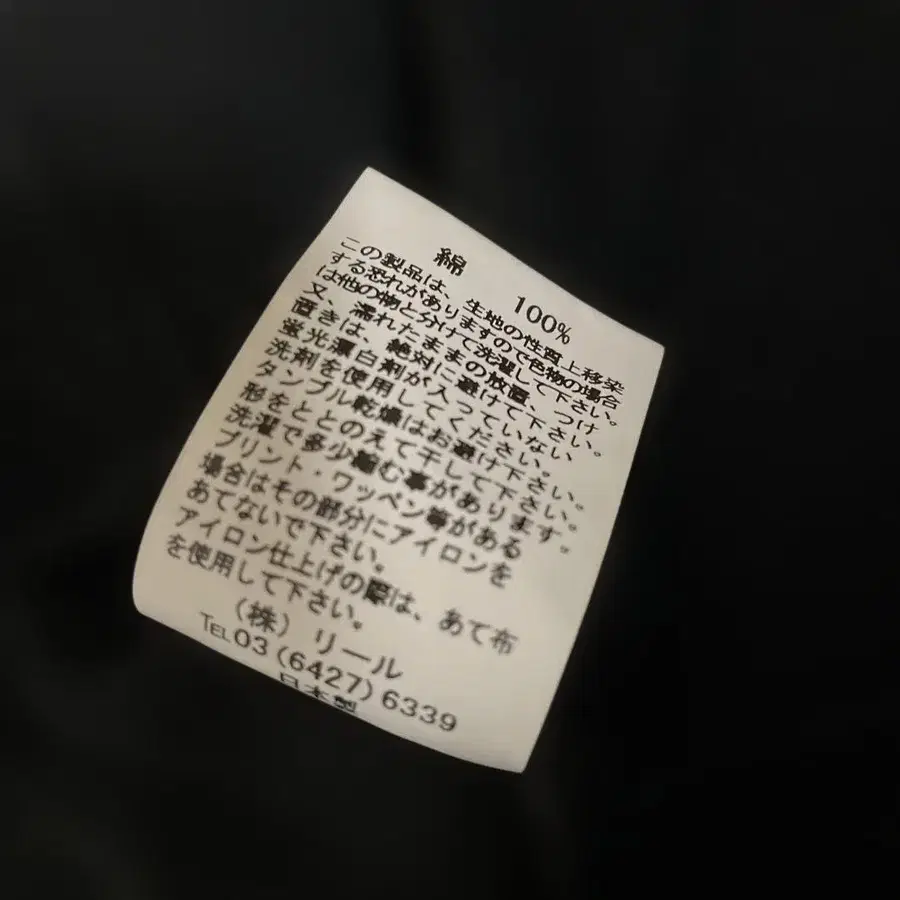 綿 100%
この製品は、生地の性質上移染
する恐れがありますので色物の場合
は他の物と分けて洗濯して下さい。
又、濡れたままの放置、つけ
置きは、絶対に避けて下さい。
蛍光漂白剤が入っていない
洗剤を使用してください。
タンブル乾燥はお避け下さい。
形をととのえて干して下さい。
洗濯で多少縮む事があります。
プリント・ワッペン等がある
場合はその部分にアイロンを
あてないで下さい。
アイロン仕上げの際は、あて布
を使用して下さい。
(株) リール
TEL 03 (6427) 6339
日本製